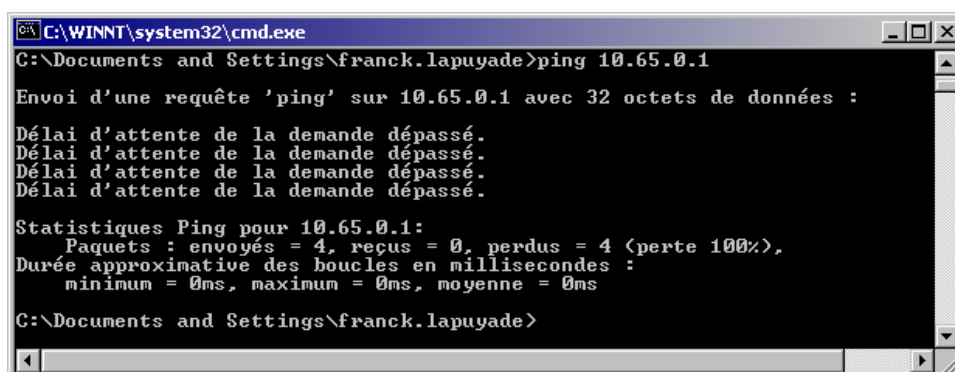 C:\WINNT\system32\cmd.exe
C:\Documents and Settings\franck.lapuyade>ping 10.65.0.1
Envoi d'une requête 'ping' sur 10.65.0.1 avec 32 octets de données :
Délai d'attente de la demande dépassé.
Délai d'attente de la demande dépassé.
Délai d'attente de la demande dépassé.
Délai d'attente de la demande dépassé.
Statistiques Ping pour 10.65.0.1:
    Paquets : envoyés = 4, reçus = 0, perdus = 4 (perte 100%),
Durée approximative des boucles en millisecondes :
    minimum = 0ms, maximum = 0ms, moyenne = 0ms
C:\Documents and Settings\franck.lapuyade>